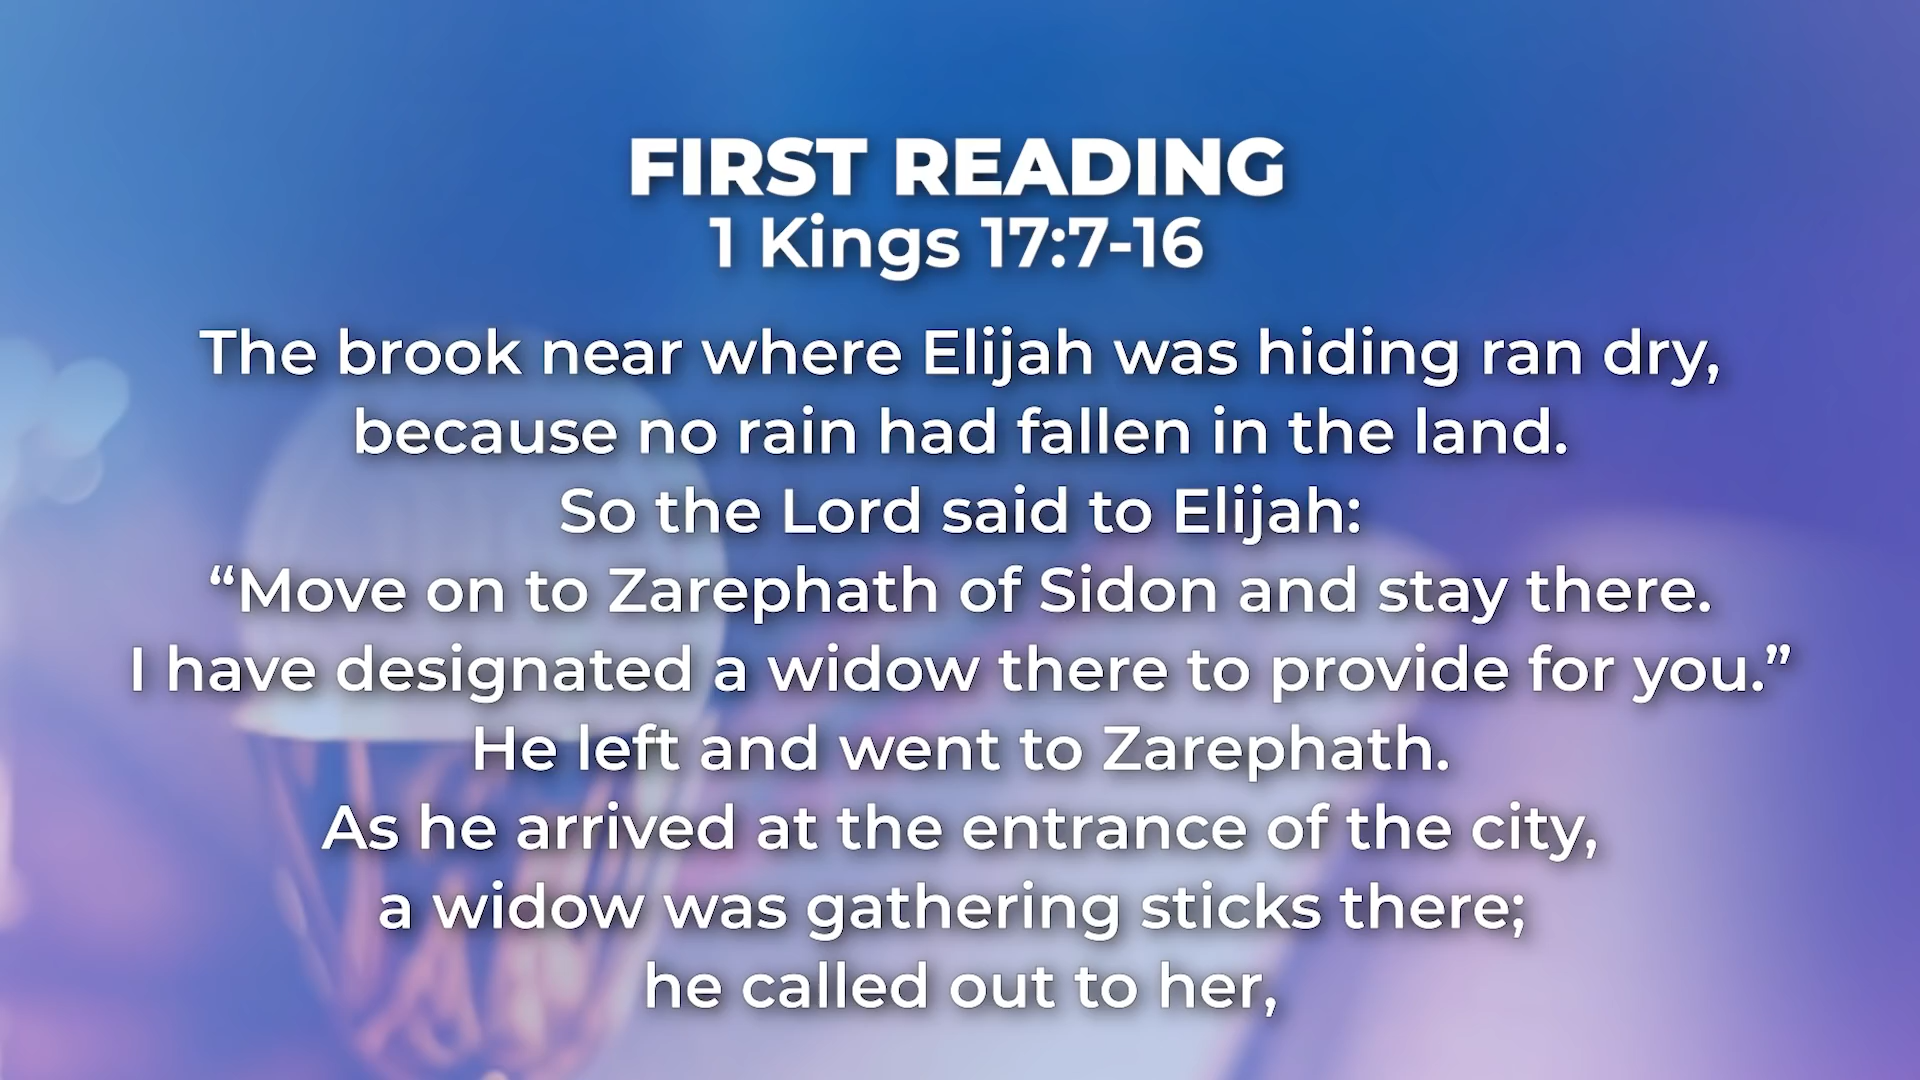 FIRST READING
1 Kings 17:7-16
The brook near where Elijah was hiding ran dry,
because no rain had fallen in the land.
So the Lord said to Elijah:
“Move on to Zarephath of Sidon and stay there.
I have designated a widow there to provide for you.”
He left and went to Zarephath.
As he arrived at the entrance of the city,
a widow was gathering sticks there;
he called out to her,